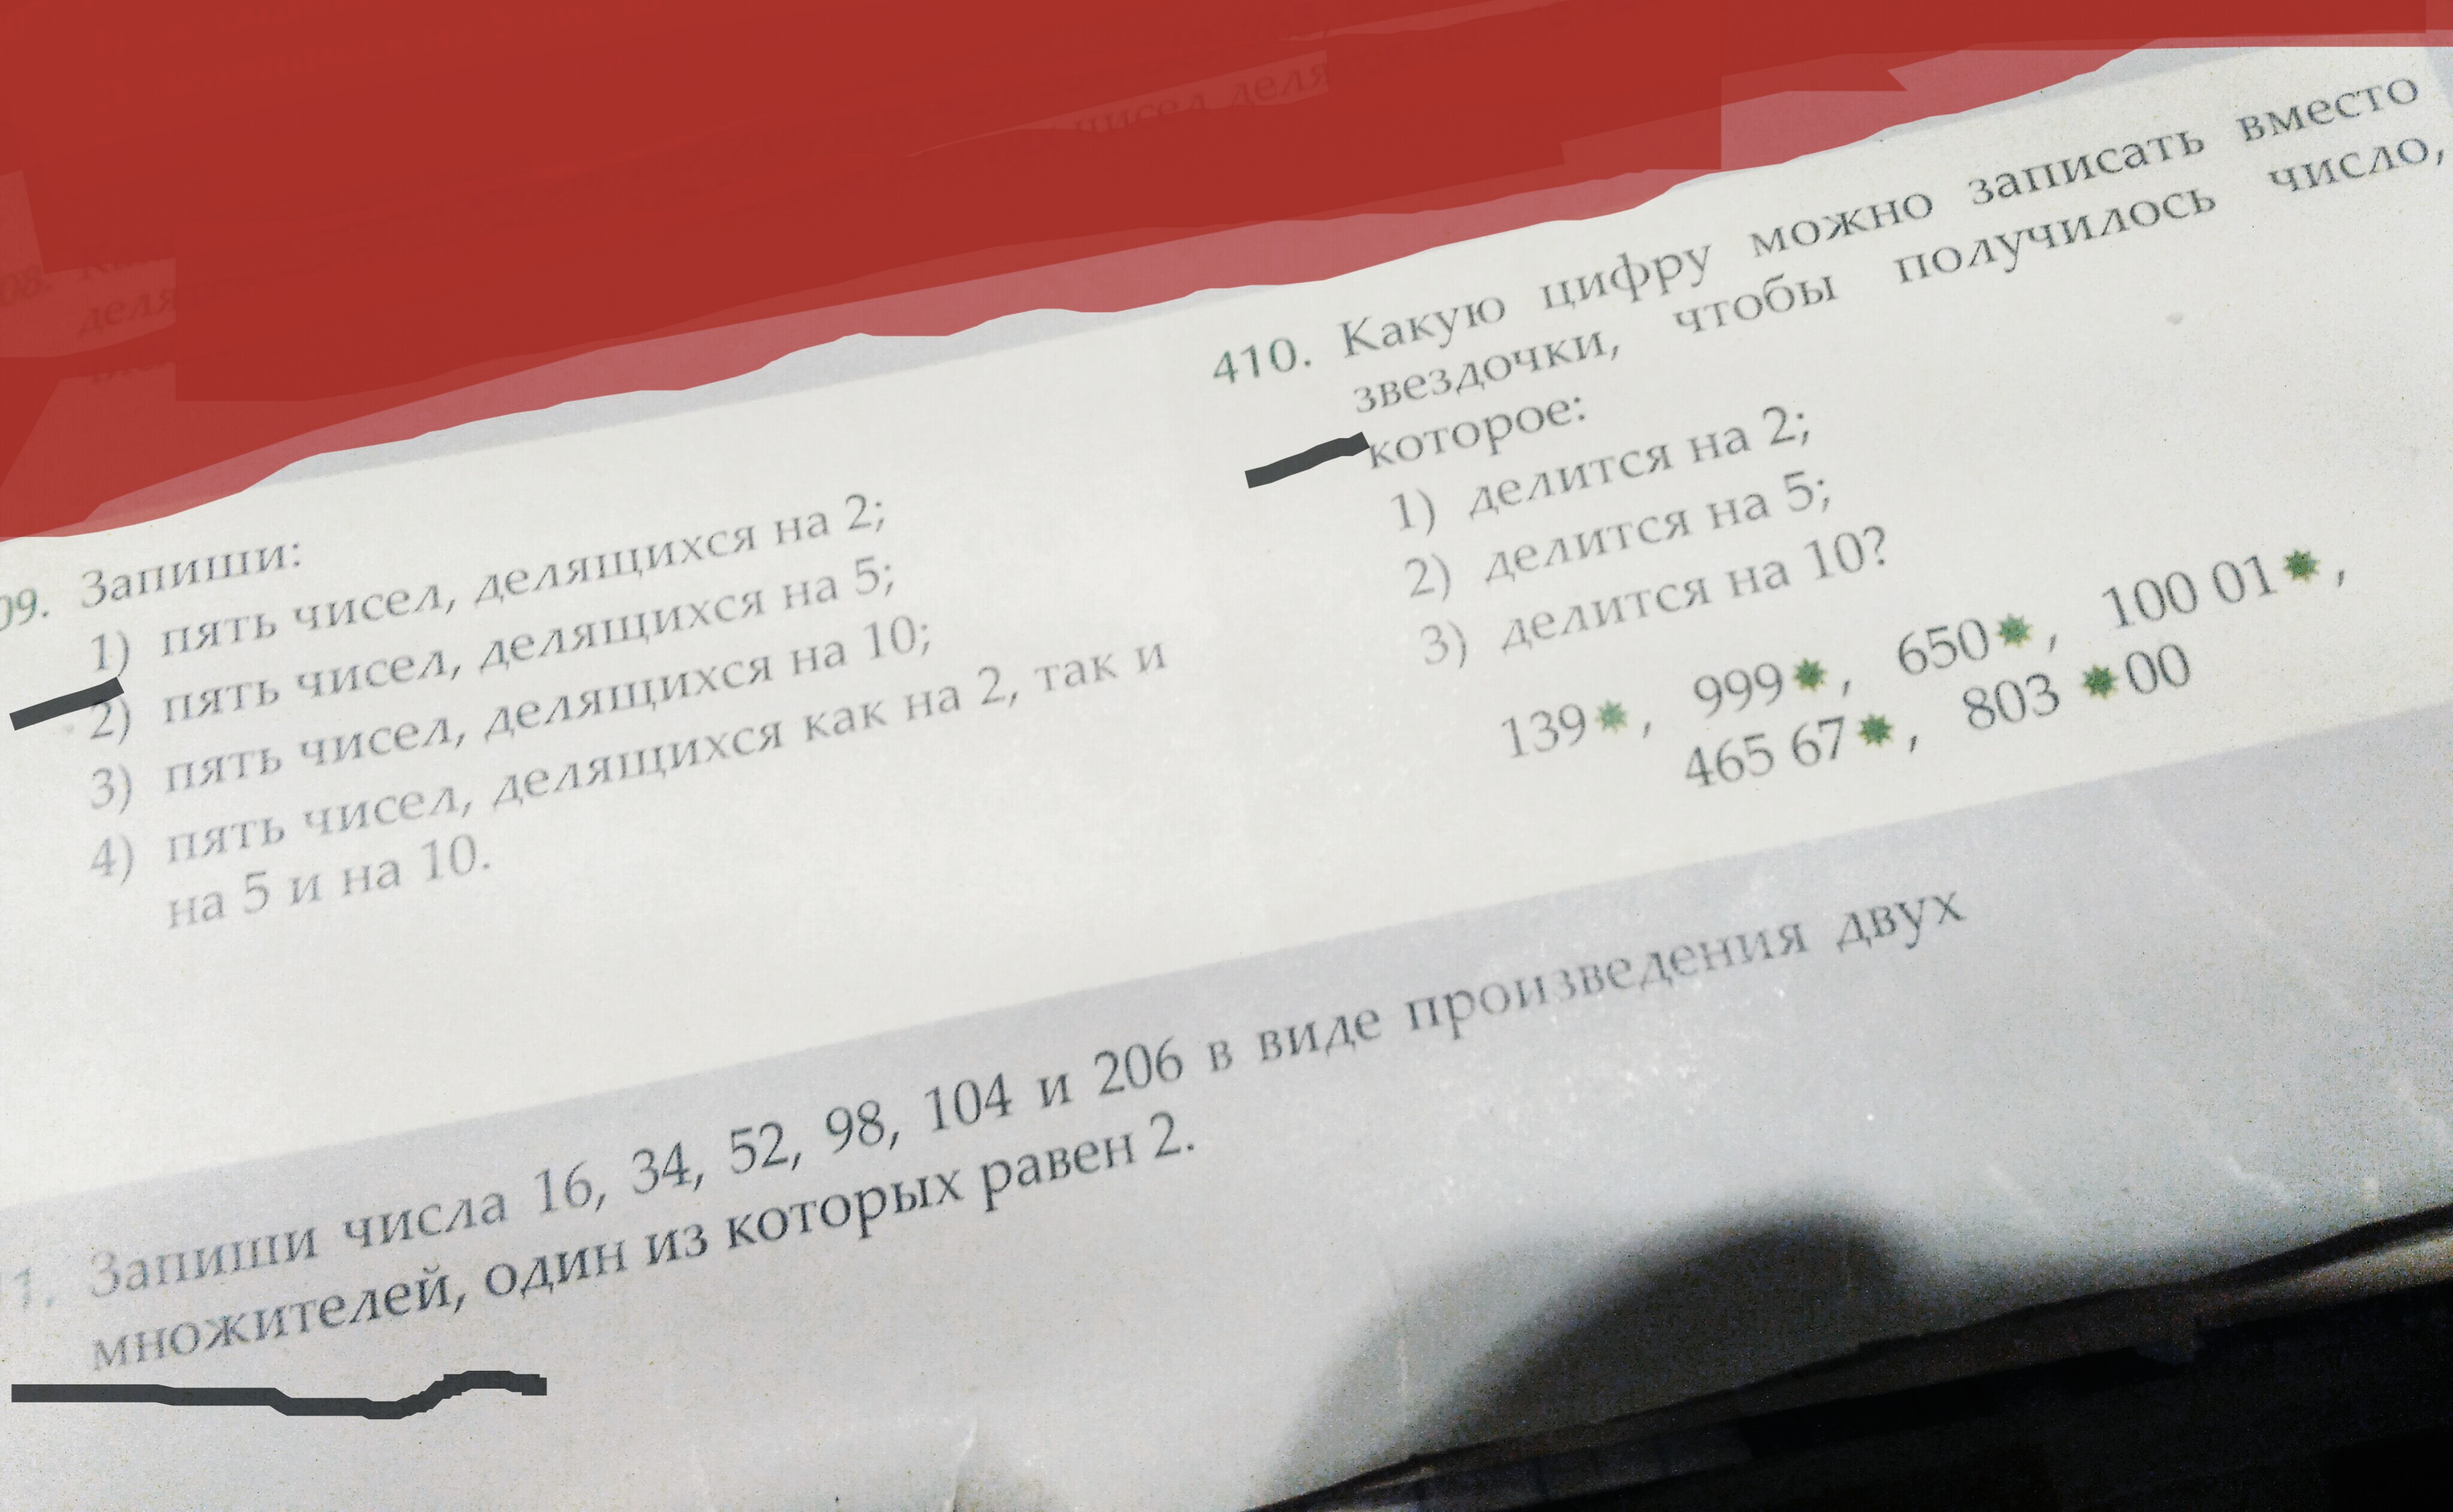 09. Запиши:
1) пять чисел, делящихся на 2;
2) пять чисел, делящихся на 5;
3) пять чисел, делящихся на 10;
4) пять чисел, делящихся как на 2, так и
на 5 и на 10.
410. Какую цифру можно записать вместо
звездочки, чтобы получилось число,
которое:
1) делится на 2;
2) делится на 5;
3) делится на 10?
139*, 999*, 650*, 100 01*,
465 67*, 803 *00
1. Запиши числа 16, 34, 52, 98, 104 и 206 в виде произведения двух
множителей, один из которых равен 2.